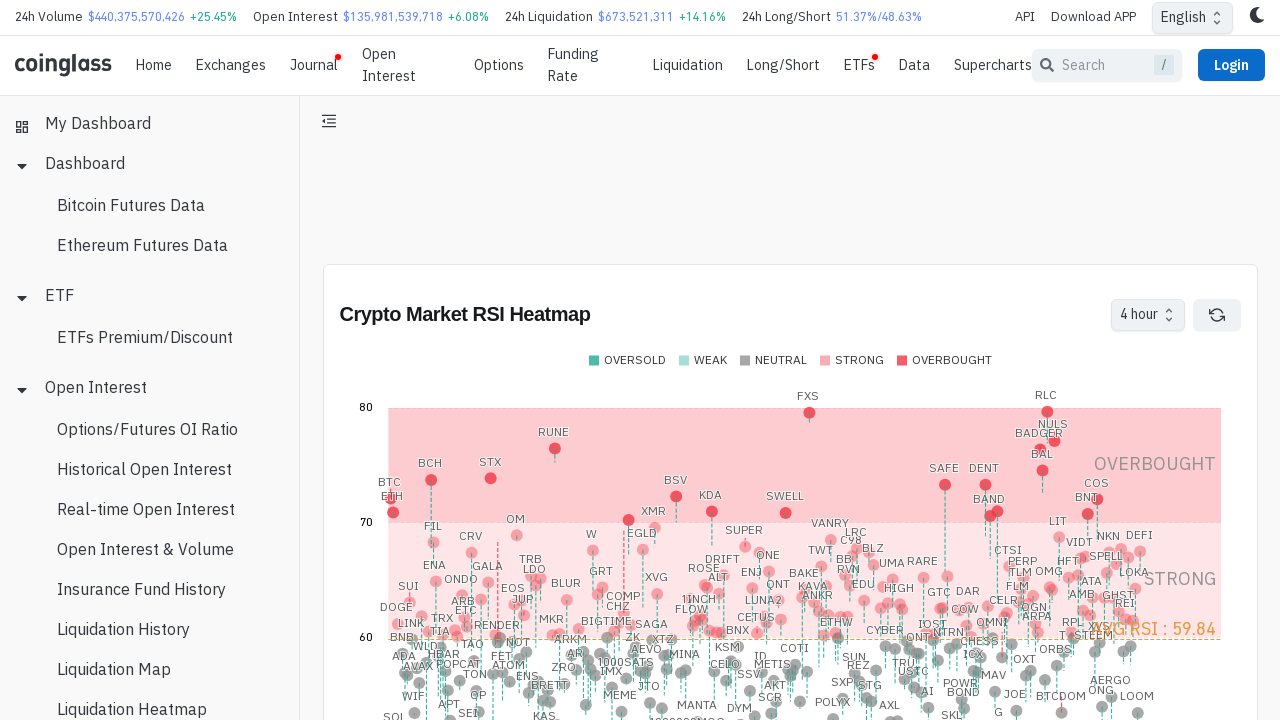 24h Volume $440,375,570,426 +25.45% Open Interest $135,981,539,718 +6.08% 24h Liquidation $673,521,311 +14.16% 24h Long/Short 51.37%/48.63% API Download APP English
coinglass Home Exchanges Journal Open Interest Options Funding Rate Liquidation Long/Short ETFs Data Supercharts Search / Login
My Dashboard
Dashboard
Bitcoin Futures Data
Ethereum Futures Data
ETF
ETFs Premium/Discount
Open Interest
Options/Futures OI Ratio
Historical Open Interest
Real-time Open Interest
Open Interest & Volume
Funding Rate History
Liquidation History
Liquidation Map
Liquidation Heatmap
Crypto Market RSI Heatmap
4 hour
OVERSOLD WEAK NEUTRAL STRONG OVERBOUGHT
80
FXS RLC
NULS
RUNE BADGER
BAL
OVERBOUGHT
BCH STX SAFE DENT
BTC BSV COS
ETH KDA SWELL BAND BNT
XMR
70
OM VANRY LIT
FIL SUPER
CRV W EGLD LRC C98 VIDT NKN DEFI
TWT BLZ CTSI
ENA GALA TRB DRIFT ONE BB UMA RARE PERP HFT SPELL
LDO GRT ROSE ENJ BAKE RVN TLM OMG LOKA
STRONG
SUI ONDO BLUR XVG ALT QNT KAVA EDU HIGH FLM ATA
EOS COMP 1INCH LUNA2 ANKR GTC DAR AMB GHST
DOGE ARB JUP CHZ FLOW CELR OGN REI
LINK TRX ETC MKR BIGTIME SAGA CETUS ETHW COW ARPA
RENDER BNX CYBER IOST OMNI RPL
AVG RSI : 59.84
60
BNB TIA ARKM ZK XTZ NTRN STEEM
WLD TAO NOT AEVO KSM COTI CHESS ORBS
ADA HBAR FET AR MINA ID SUN ICX OXT
AVAX POPCAT ATOM ZRO 1000SATS CELO METIS REZ TRU
TON ENS IMX SSV USTC MAV
BRETT JTO AKT SXP STG POWR AERGO
WIF OP MEME SGR AI BOND JOE BTCDOM ONG LOOM
APT MANTA DYM POLYX AXL
SOL SEI KAS SKL G